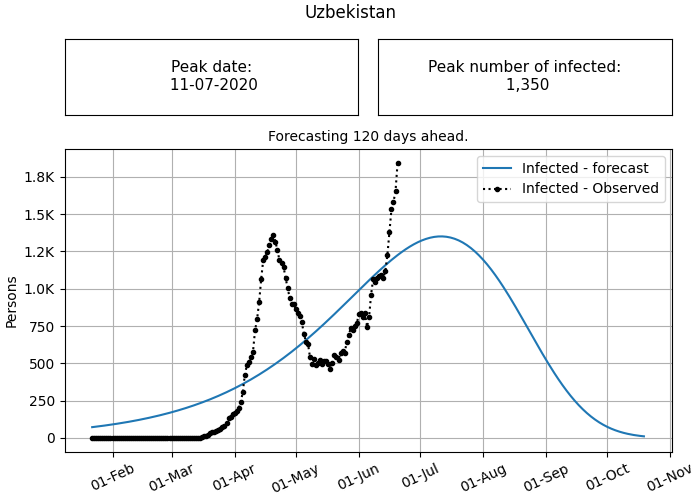 Uzbekistan
Peak date:
11-07-2020
Peak number of infected:
1,350
Forecasting 120 days ahead.
Infected - forecast
Infected - Observed
Persons
1.8K
1.5K
1.2K
1.0K
750
500
250
0
01-Feb
01-Mar
01-Apr
01-May
01-Jun
01-Jul
01-Aug
01-Sep
01-Oct
01-Nov